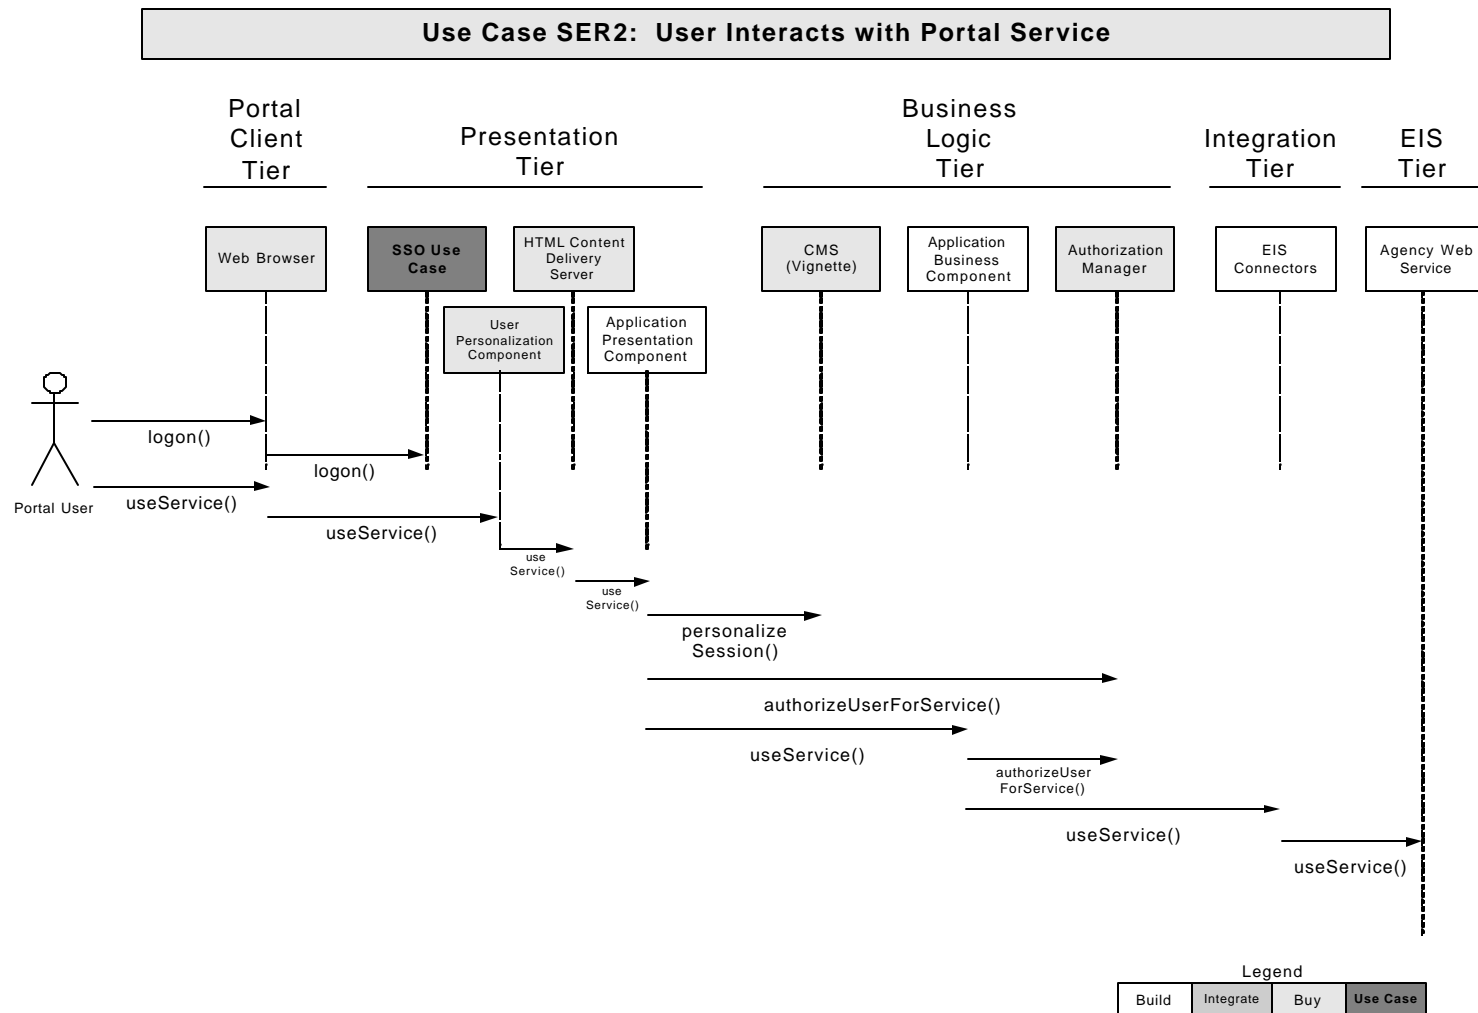 Use Case SER2: User Interacts with Portal Service
Portal
Client
Tier
Presentation
Tier
Business
Logic
Tier
Integration
Tier
EIS
Tier
Web Browser
SSO Use
Case
HTML Content
Delivery
Server
CMS
(Vignette)
Application
Business
Component
Authorization
Manager
EIS
Connectors
Agency Web
Service
User
Personalization
Component
Application
Presentation
Component
logon()
logon()
Portal User
useService()
useService()
use
Service()
use
Service()
personalize
Session()
authorizeUserForService()
useService()
authorizeUser
ForService()
useService()
useService()
Legend
Build
Integrate
Buy
Use Case